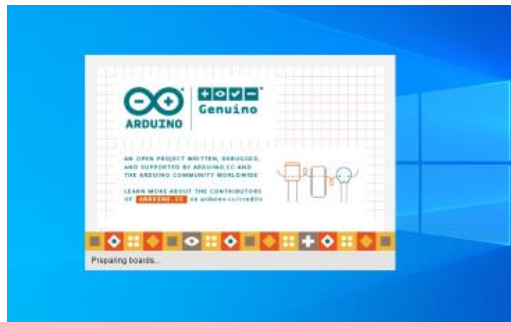 ARDUINO
Genuino
AN OPEN PROJECT WRITTEN, DEBUGGED,
AND SUPPORTED BY ARDUINO.CC AND
THE ARDUINO COMMUNITY WORLDWIDE
LEARN MORE ABOUT THE CONTRIBUTORS
OF ARDUINO.CC on arduino.cc/credits
Preparing boards...